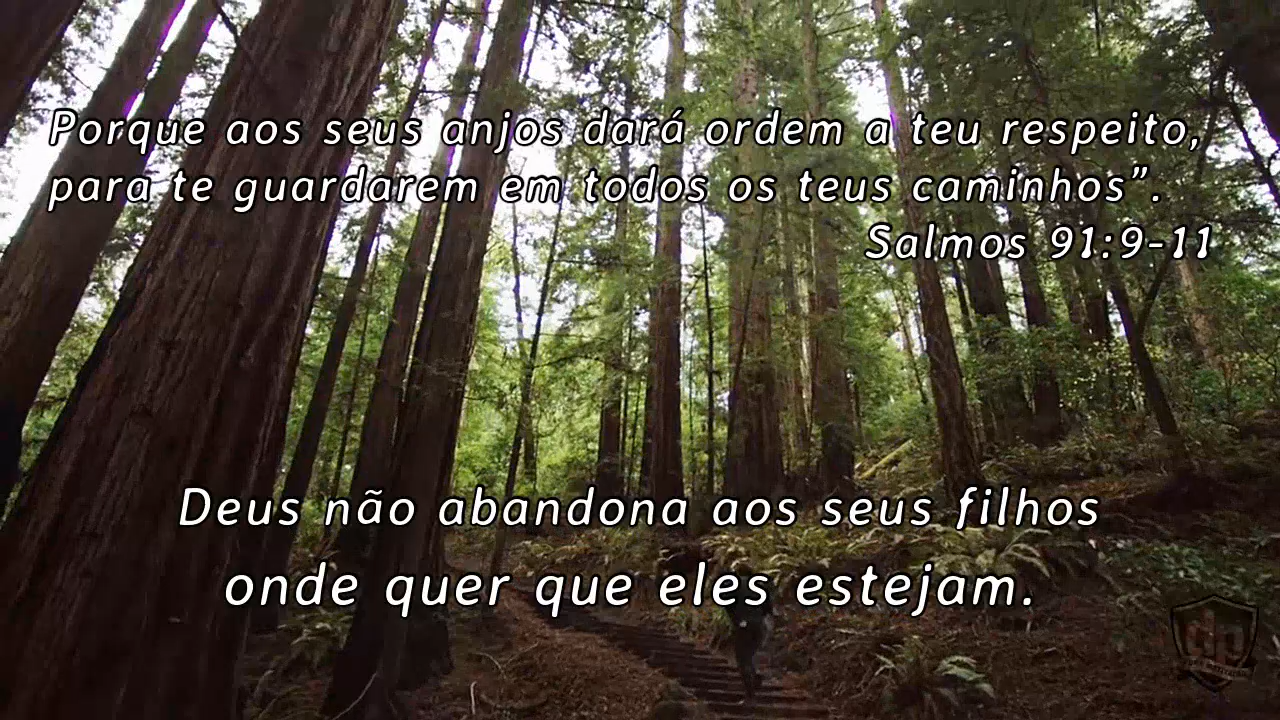 Porque aos seus anjos dará ordem a teu respeito,
para te guardarem em todos os teus caminhos”.
Salmos 91:9-11
Deus não abandona aos seus filhos
onde quer que eles estejam.
dp